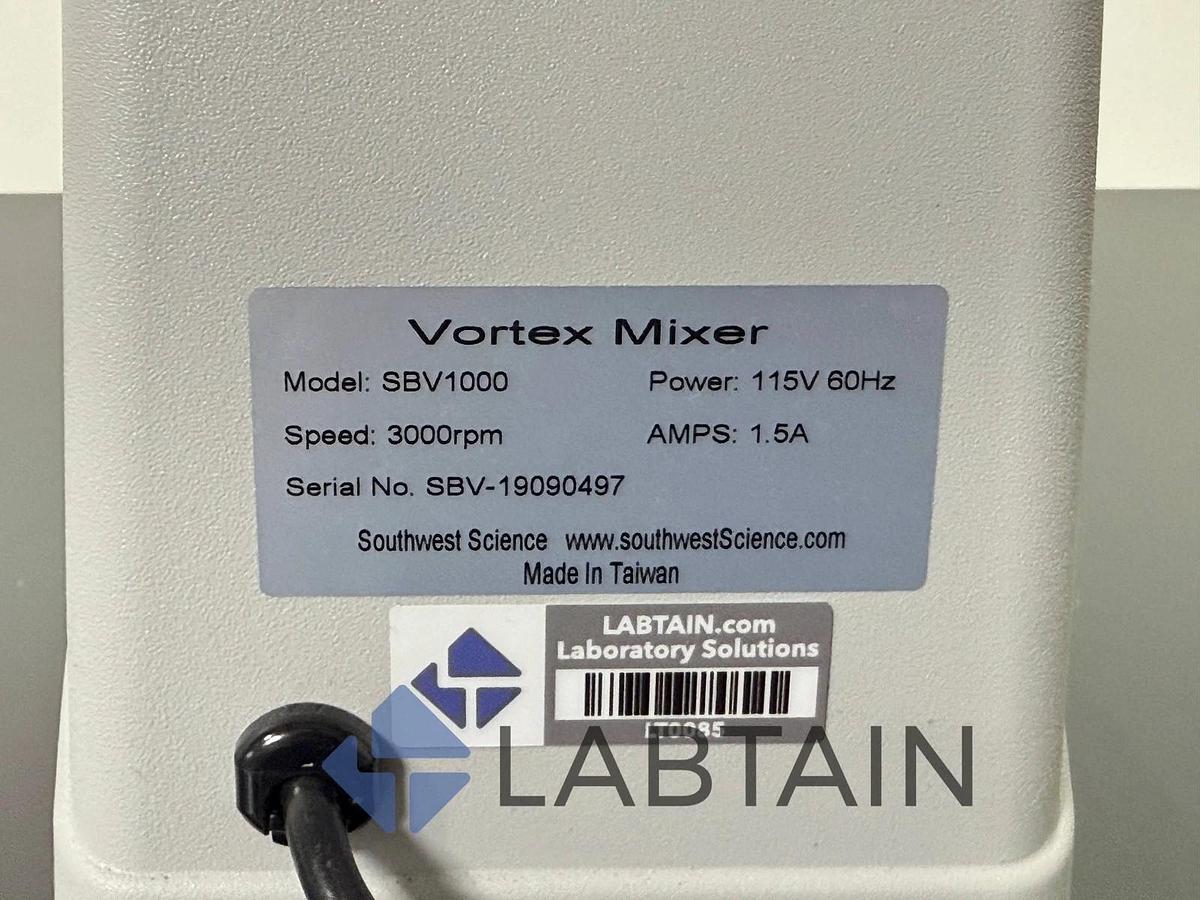 Vortex Mixer
Model: SBV1000 Power: 115V 60Hz
Speed: 3000rpm AMPS: 1.5A
Serial No. SBV-19090497
Southwest Science www.southwestScience.com
Made In Taiwan
LABTAIN.com
Laboratory Solutions
LT0085
LABTAIN